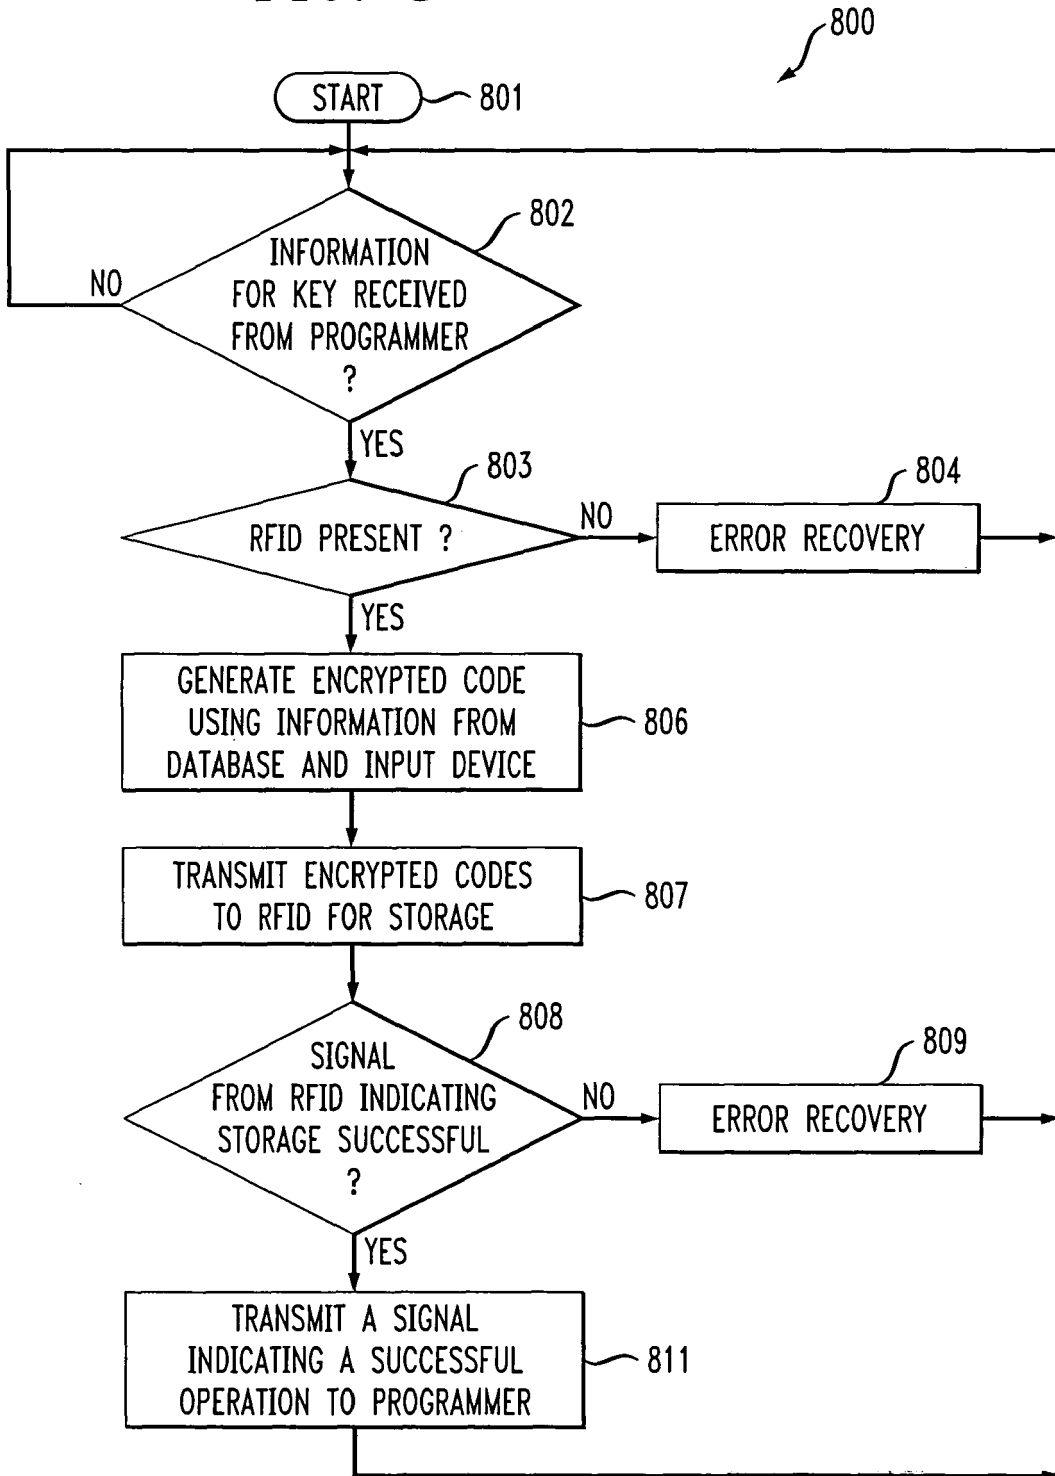 800
START
801
INFORMATION
FOR KEY RECEIVED
FROM PROGRAMMER
?
802
NO
YES
RFID PRESENT ?
803
NO
ERROR RECOVERY
804
YES
GENERATE ENCRYPTED CODE
USING INFORMATION FROM
DATABASE AND INPUT DEVICE
806
TRANSMIT ENCRYPTED CODES
TO RFID FOR STORAGE
807
SIGNAL
FROM RFID INDICATING
STORAGE SUCCESSFUL
?
808
NO
ERROR RECOVERY
809
YES
TRANSMIT A SIGNAL
INDICATING A SUCCESSFUL
OPERATION TO PROGRAMMER
811